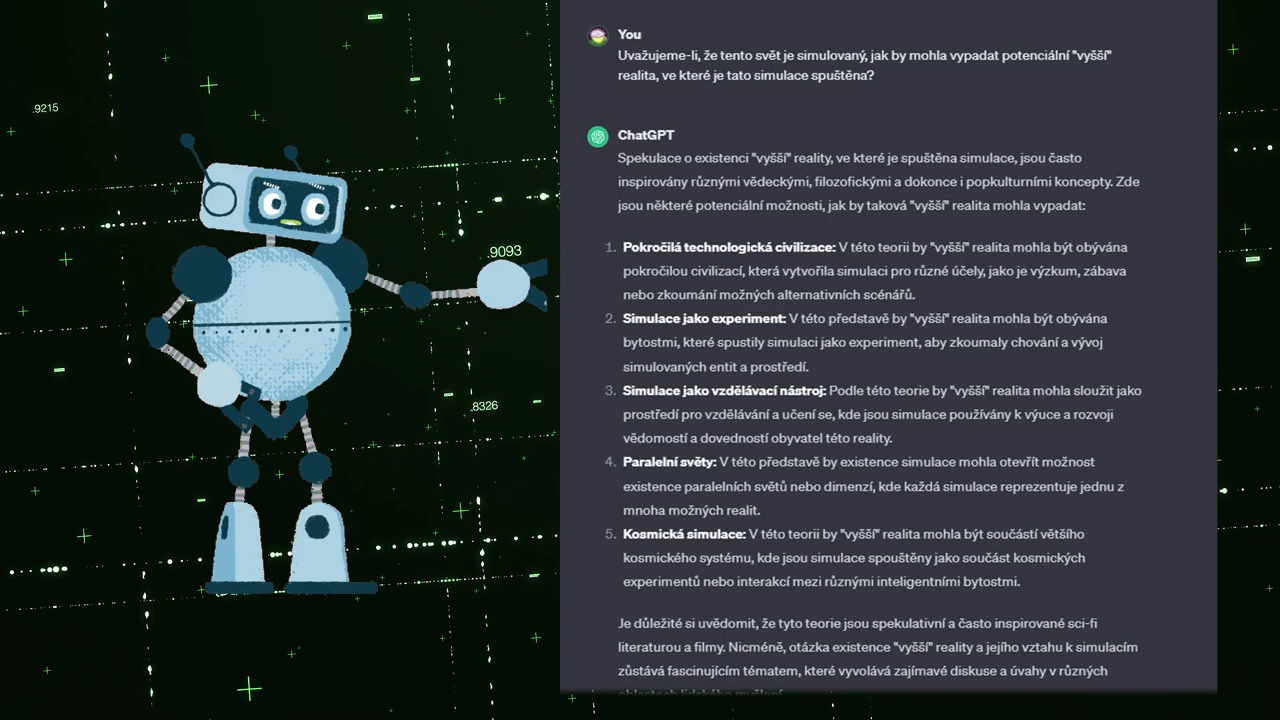 .9215
.9093
.8326
You
Uvažujeme-li, že tento svět je simulovaný, jak by mohla vypadat potenciální "vyšší"
realita, ve které je tato simulace spuštěna?
ChatGPT
Spekulace o existenci "vyšší" reality, ve které je spuštěna simulace, jsou často
inspirovány různými vědeckými, filozofickými a dokonce i popkulturními koncepty. Zde
jsou některé potenciální možnosti, jak by taková "vyšší" realita mohla vypadat:
1. Pokročilá technologická civilizace: V této teorii by "vyšší" realita mohla být obývána
pokročilou civilizací, která vytvořila simulaci pro různé účely, jako je výzkum, zábava
nebo zkoumání možných alternativních scénářů.
2. Simulace jako experiment: V této představě by "vyšší" realita mohla být obývána
bytostmi, které spustily simulaci jako experiment, aby zkoumaly chování a vývoj
simulovaných entit a prostředí.
3. Simulace jako vzdělávací nástroj: Podle této teorie by "vyšší" realita mohla sloužit jako
prostředí pro vzdělávání a učení se, kde jsou simulace používány k výuce a rozvoji
vědomostí a dovedností obyvatel této reality.
4. Paralelní světy: V této představě by existence simulace mohla otevřít možnost
existence paralelních světů nebo dimenzí, kde každá simulace reprezentuje jednu z
mnoha možných realit.
5. Kosmická simulace: V této teorii by "vyšší" realita mohla být součástí většího
kosmického systému, kde jsou simulace spouštěny jako součást kosmických
experimentů nebo interakcí mezi různými inteligentními bytostmi.
Je důležité si uvědomit, že tyto teorie jsou spekulativní a často inspirované sci-fi
literaturou a filmy. Nicméně, otázka existence "vyšší" reality a jejího vztahu k simulacím
zůstává fascinujícím tématem, které vyvolává zajímavé diskuse a úvahy v různých
oblastech lidského myšlení.